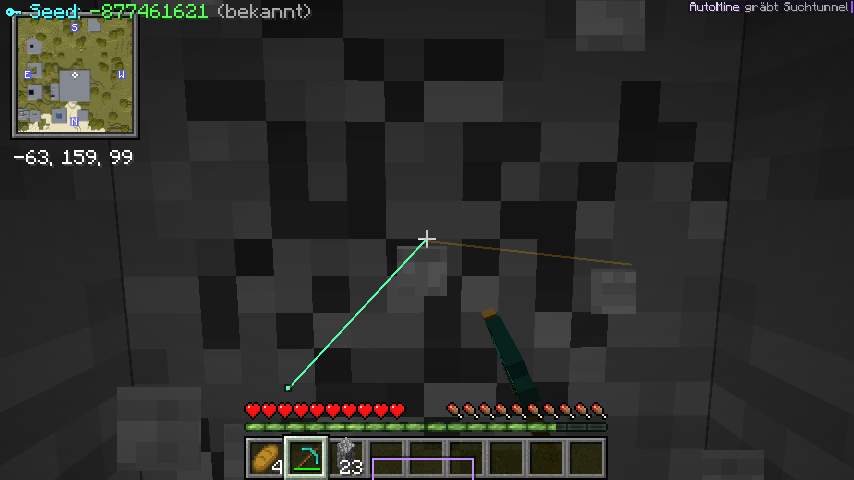 Seed: -877461621 (bekannt)
AutoMine gräbt Suchtunnel
S
E
W
N
-63, 159, 99
4
23